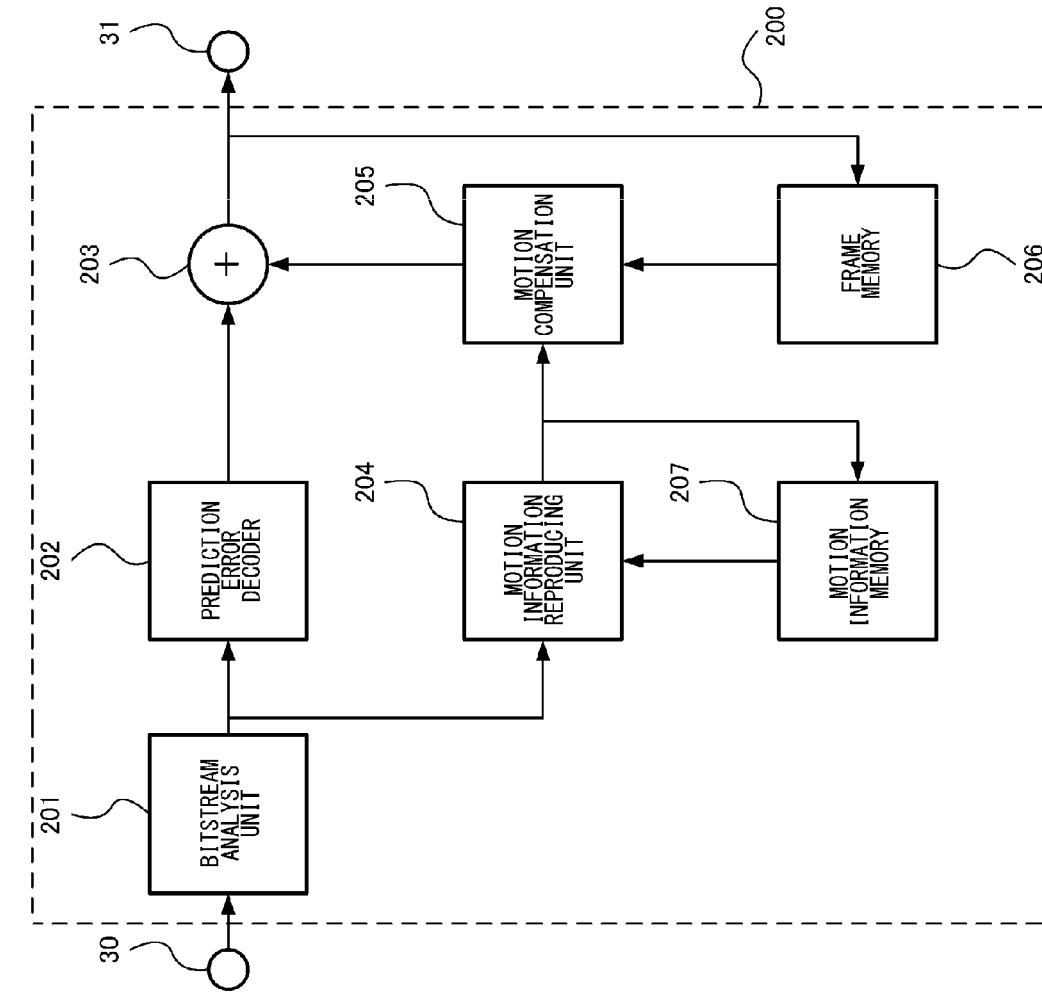 30
201
BITSTREAM
ANALYSIS
UNIT
202
PREDICTION
ERROR
DECODER
203
+
31
200
204
MOTION
INFORMATION
REPRODUCING
UNIT
205
MOTION
COMPENSATION
UNIT
207
MOTION
INFORMATION
MEMORY
FRAME
MEMORY
206